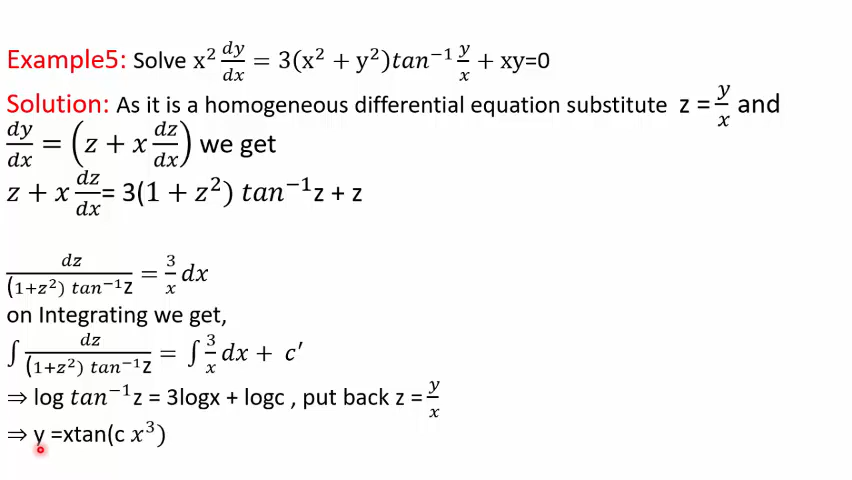 Example5: Solve x² dy/dx = 3(x² + y²)tan⁻¹ y/x + xy=0
Solution: As it is a homogeneous differential equation substitute z = y/x and
dy/dx = (z + x dz/dx) we get
z + x dz/dx= 3(1 + z²) tan⁻¹z + z
dz/((1+z²) tan⁻¹z) = 3/x dx
on Integrating we get,
∫ dz/((1+z²) tan⁻¹z) = ∫ 3/x dx + c′
⇒ log tan⁻¹z = 3logx + logc , put back z = y/x
⇒ y =xtan(c x³)